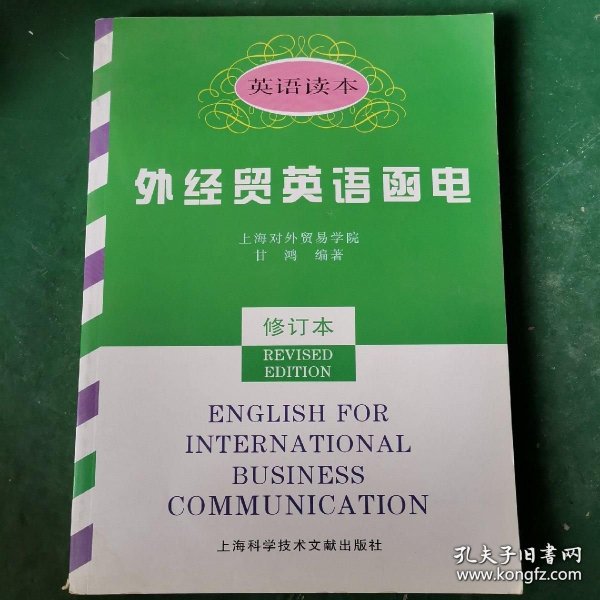 英语读本
外经贸英语函电
上海对外贸易学院
甘鸿 编著
修订本
REVISED
EDITION
ENGLISH FOR
INTERNATIONAL
BUSINESS
COMMUNICATION
上海科学技术文献出版社
孔夫子旧书网
www.kongfz.com